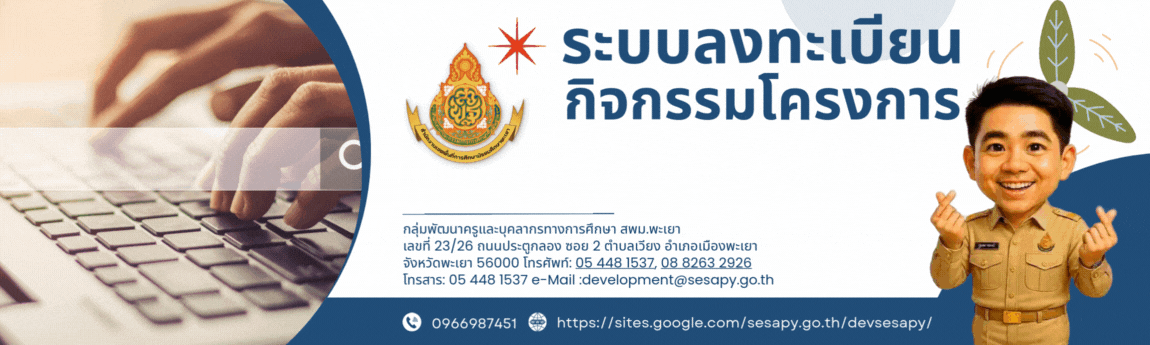 ระบบลงทะเบียน
กิจกรรมโครงการ
กลุ่มพัฒนาครูและบุคลากรทางการศึกษา สพม.พะเยา
เลขที่ 23/26 ถนนประตูกลอง ซอย 2 ตำบลเวียง อำเภอเมืองพะเยา
จังหวัดพะเยา 56000 โทรศัพท์: 05 448 1537, 08 8263 2926
โทรสาร: 05 448 1537 e-Mail :development@sesapy.go.th
0966987451 https://sites.google.com/sesapy.go.th/devsesapy/